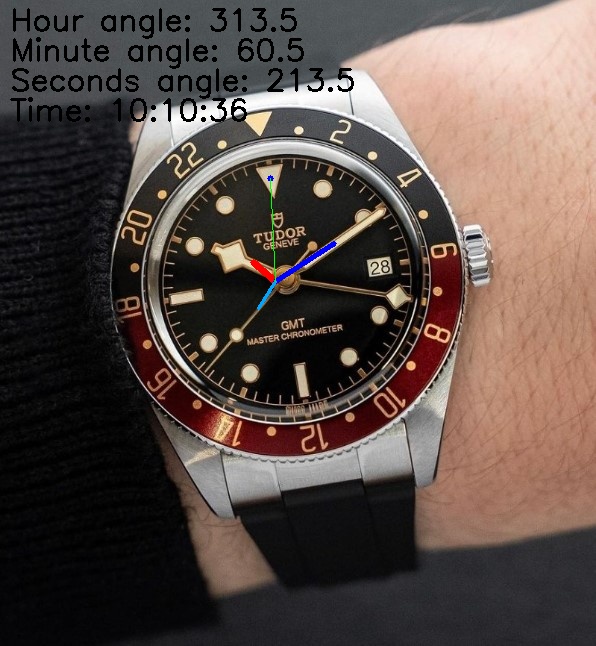 Hour angle: 313.5
Minute angle: 60.5
Seconds angle: 213.5
Time: 10:10:36
2
4
6
8
10
12
14
16
18
20
22
TUDOR
GENEVE
28
GMT
MASTER CHRONOMETER